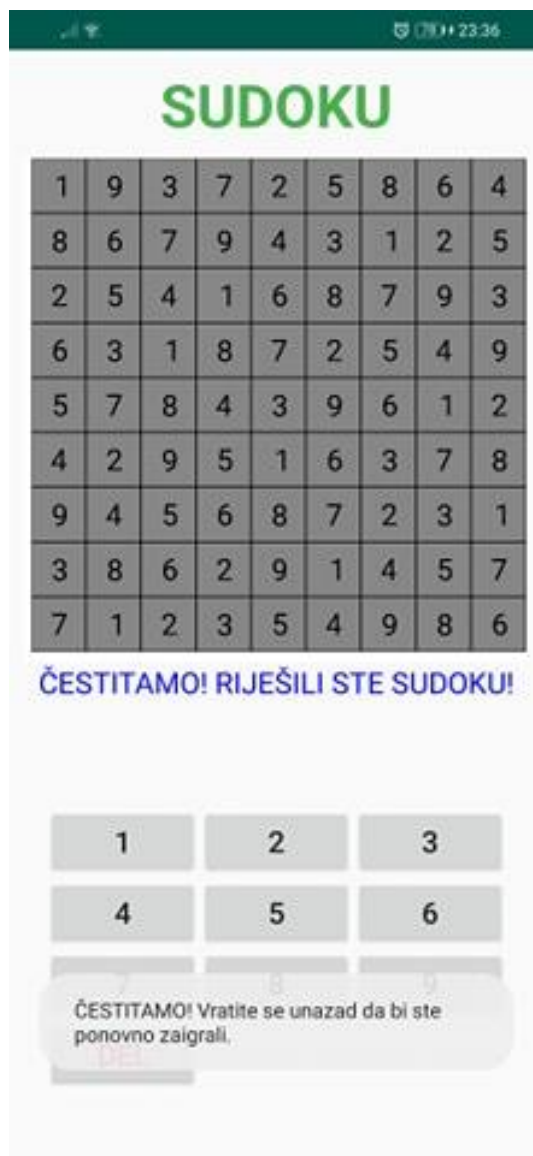 23:36
SUDOKU
1 9 3 7 2 5 8 6 4
8 6 7 9 4 3 1 2 5
2 5 4 1 6 8 7 9 3
6 3 1 8 7 2 5 4 9
5 7 8 4 3 9 6 1 2
4 2 9 5 1 6 3 7 8
9 4 5 6 8 7 2 3 1
3 8 6 2 9 1 4 5 7
7 1 2 3 5 4 9 8 6
ČESTITAMO! RIJEŠILI STE SUDOKU!
1 2 3
4 5 6
7 8 9
ČESTITAMO! Vratite se unazad da bi ste
ponovno zaigrali.
DEL